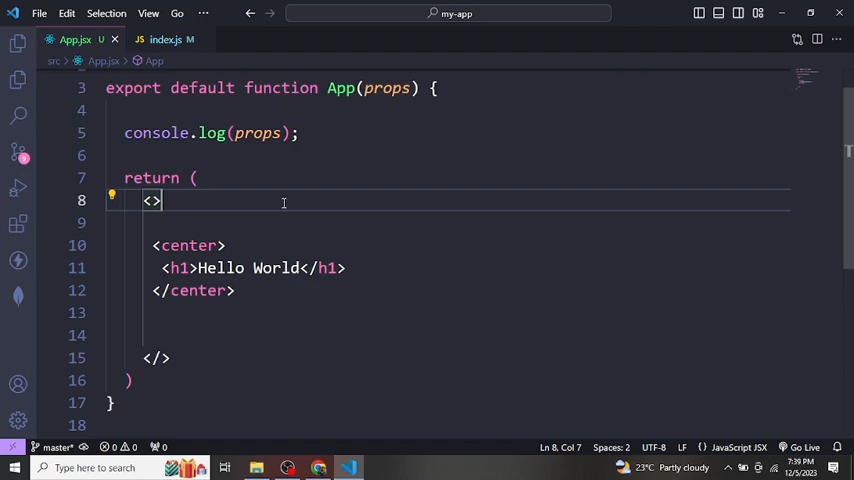 File Edit Selection View Go ··· my-app
App.jsx U JS index.js M
src > App.jsx > App
3 export default function App(props) {
4
5 console.log(props);
6
7 return (
8 <>
9
10 <center>
11 <h1>Hello World</h1>
12 </center>
13
14
15 </>
16 )
17 }
18
9
master* 0 0 0 Ln 8, Col 7 Spaces: 2 UTF-8 LF {} JavaScript JSX Go Live
Type here to search 23°C Partly cloudy 7:39 PM
12/5/2023